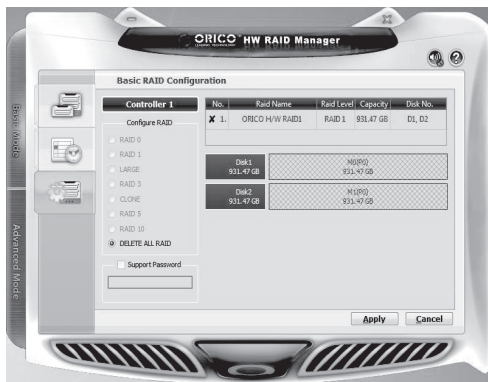 ORICO HW RAID Manager
Basic RAID Configuration
Basic Mode
Advanced Mode
Controller 1
Configure RAID
RAID 0
RAID 1
LARGE
RAID 3
CLONE
RAID 5
RAID 10
DELETE ALL RAID
Support Password
No. Raid Name Raid Level Capacity Disk No.
✘ 1. ORICO H/W RAID1 RAID 1 931.47 GB D1, D2
Disk1
931.47 GB
M0(P0)
931.47 GB
Disk2
931.47 GB
M1(P0)
931.47 GB
Apply Cancel